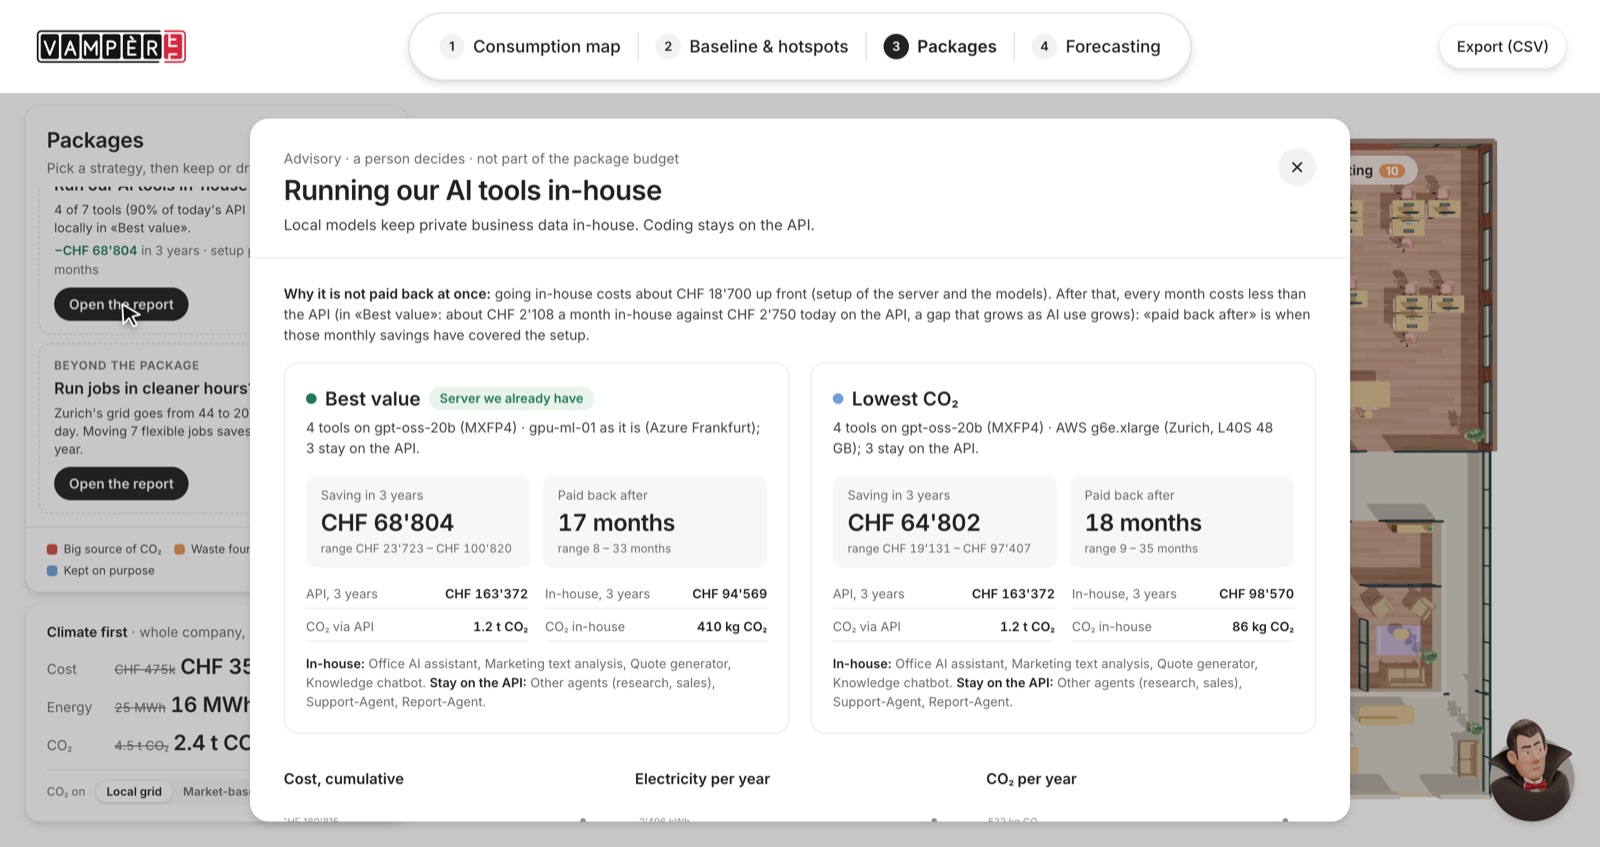 VAMPÈR
1 Consumption map
2 Baseline & hotspots
3 Packages
4 Forecasting
Export (CSV)
Packages
Pick a strategy, then keep or dr
Run our AI tools in-house
4 of 7 tools (90% of today's API
locally in «Best value».
−CHF 68'804 in 3 years · setup
months
Open the report
BEYOND THE PACKAGE
Run jobs in cleaner hours?
Zurich's grid goes from 44 to 20
day. Moving 7 flexible jobs saves
year.
Open the report
Big source of CO₂ Waste four
Kept on purpose
Climate first · whole company,
Cost CHF 475k CHF 35
Energy 25 MWh 16 MWh
CO₂ 4.5 t CO₂ 2.4 t CO
CO₂ on Local grid Market-bas
ting 10
Advisory · a person decides · not part of the package budget
Running our AI tools in-house
Local models keep private business data in-house. Coding stays on the API.
Why it is not paid back at once: going in-house costs about CHF 18'700 up front (setup of the server and the models). After that, every month costs less than
the API (in «Best value»: about CHF 2'108 a month in-house against CHF 2'750 today on the API, a gap that grows as AI use grows): «paid back after» is when
those monthly savings have covered the setup.
Best value Server we already have
4 tools on gpt-oss-20b (MXFP4) · gpu-ml-01 as it is (Azure Frankfurt);
3 stay on the API.
Saving in 3 years
CHF 68'804
range CHF 23'723 – CHF 100'820
Paid back after
17 months
range 8 – 33 months
API, 3 years CHF 163'372
In-house, 3 years CHF 94'569
CO₂ via API 1.2 t CO₂
CO₂ in-house 410 kg CO₂
In-house: Office AI assistant, Marketing text analysis, Quote generator,
Knowledge chatbot. Stay on the API: Other agents (research, sales),
Support-Agent, Report-Agent.
Lowest CO₂
4 tools on gpt-oss-20b (MXFP4) · AWS g6e.xlarge (Zurich, L40S 48
GB); 3 stay on the API.
Saving in 3 years
CHF 64'802
range CHF 19'131 – CHF 97'407
Paid back after
18 months
range 9 – 35 months
API, 3 years CHF 163'372
In-house, 3 years CHF 98'570
CO₂ via API 1.2 t CO₂
CO₂ in-house 86 kg CO₂
In-house: Office AI assistant, Marketing text analysis, Quote generator,
Knowledge chatbot. Stay on the API: Other agents (research, sales),
Support-Agent, Report-Agent.
Cost, cumulative
Electricity per year
CO₂ per year